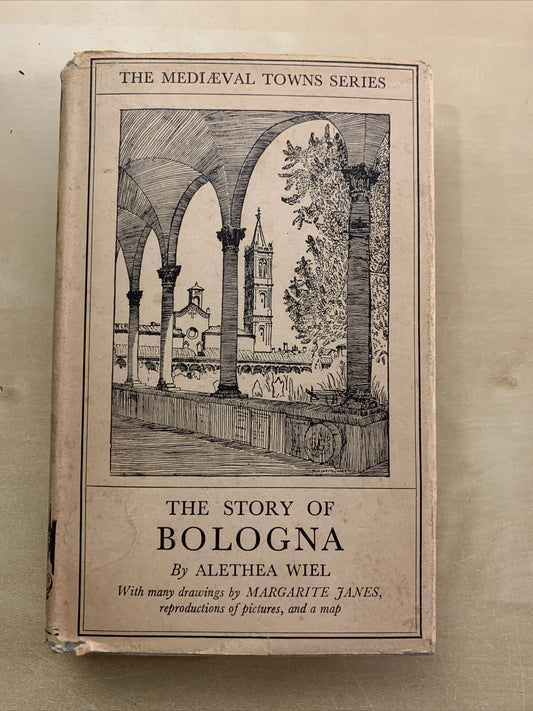 THE MEDIÆVAL TOWNS SERIES
THE STORY OF
BOLOGNA
By ALETHEA WIEL
With many drawings by MARGARITE JANES,
reproductions of pictures, and a map